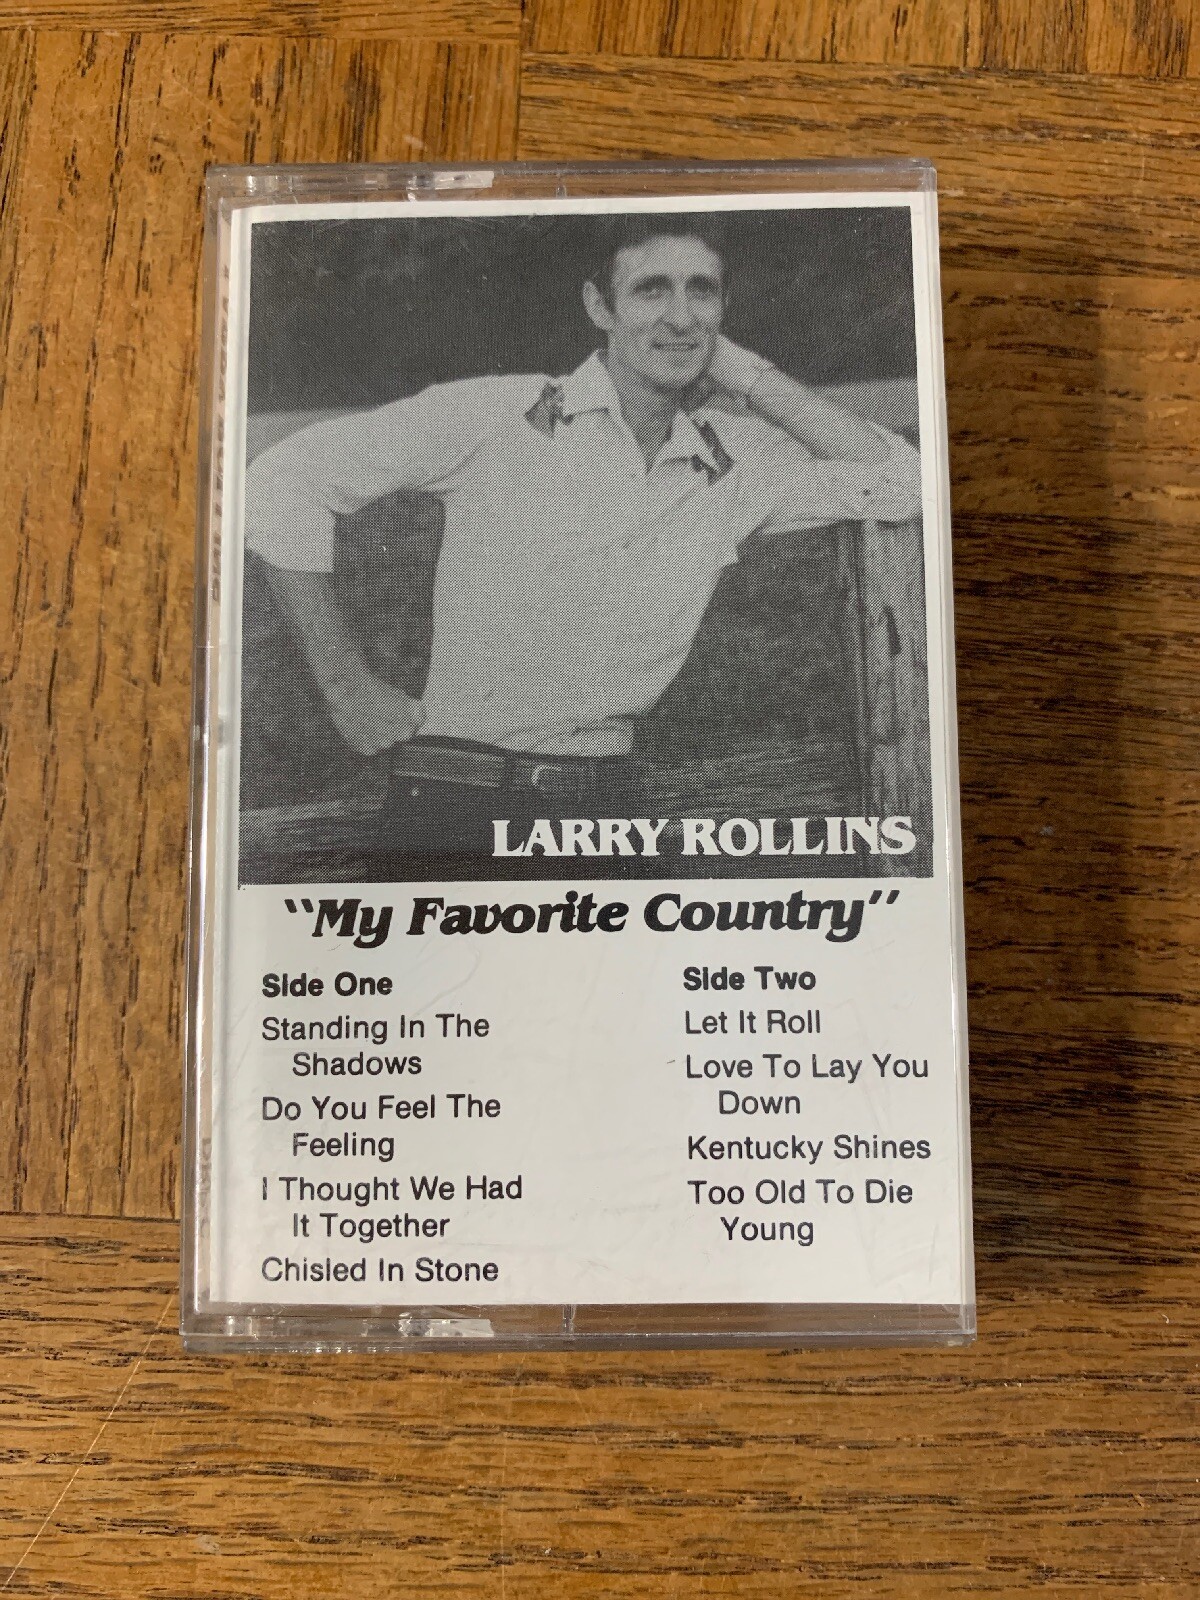 LARRY ROLLINS
"My Favorite Country"
Side One
Standing In The
Shadows
Do You Feel The
Feeling
I Thought We Had
It Together
Chisled In Stone
Side Two
Let It Roll
Love To Lay You
Down
Kentucky Shines
Too Old To Die
Young